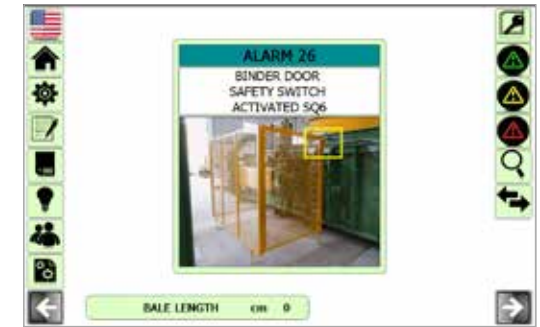 ALARM 26
BINDER DOOR
SAFETY SWITCH
ACTIVATED SQ6
BALE LENGTH cm 0